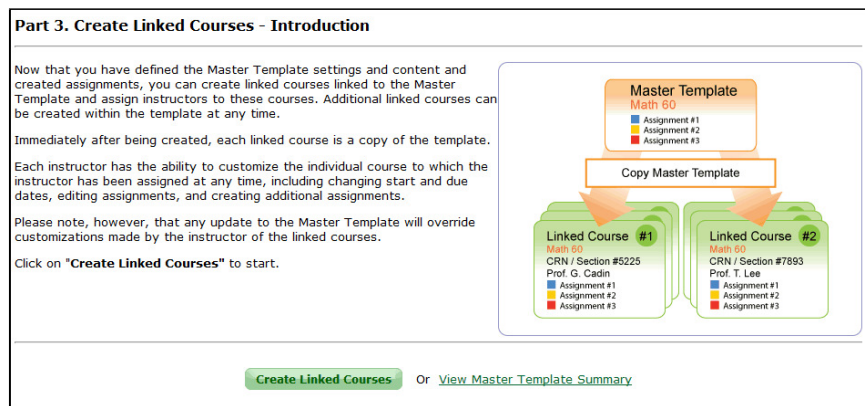 Part 3. Create Linked Courses - Introduction
Now that you have defined the Master Template settings and content and
created assignments, you can create linked courses linked to the Master
Template and assign instructors to these courses. Additional linked courses can
be created within the template at any time.
Immediately after being created, each linked course is a copy of the template.
Each instructor has the ability to customize the individual course to which the
instructor has been assigned at any time, including changing start and due
dates, editing assignments, and creating additional assignments.
Please note, however, that any update to the Master Template will override
customizations made by the instructor of the linked courses.
Click on "Create Linked Courses" to start.
Master Template
Math 60
Assignment #1
Assignment #2
Assignment #3
Copy Master Template
Linked Course #1
Math 60
CRN / Section #5225
Prof. G. Cadin
Assignment #1
Assignment #2
Assignment #3
Linked Course #2
Math 60
CRN / Section #7893
Prof. T. Lee
Assignment #1
Assignment #2
Assignment #3
Create Linked Courses Or View Master Template Summary